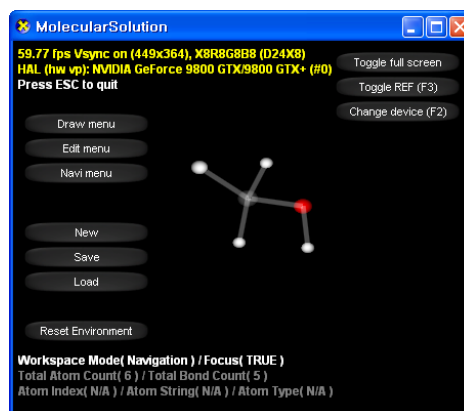 MolecularSolution
59.77 fps Vsync on (449x364), X8R8G8B8 (D24X8)
HAL (hw vp): NVIDIA GeForce 9800 GTX/9800 GTX+ (#0)
Press ESC to quit
Toggle full screen
Toggle REF (F3)
Change device (F2)
Draw menu
Edit menu
Navi menu
New
Save
Load
Reset Environment
Workspace Mode( Navigation ) / Focus( TRUE )
Total Atom Count( 6 ) / Total Bond Count( 5 )
Atom Index( N/A ) / Atom String( N/A ) / Atom Type( N/A )